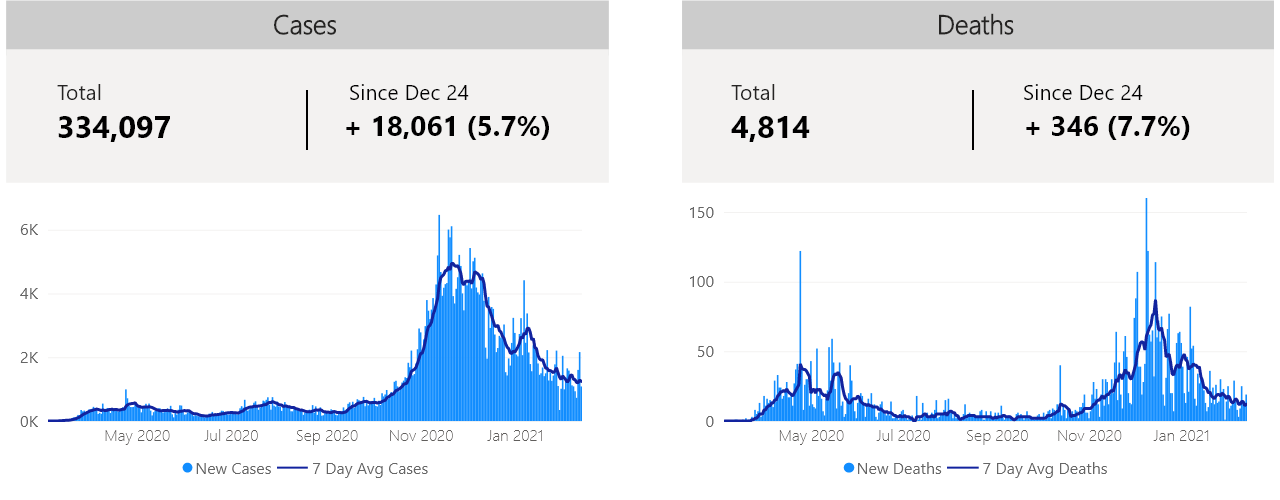 Cases
Total
334,097
Since Dec 24
+ 18,061 (5.7%)
6K
4K
2K
0K
May 2020 Jul 2020 Sep 2020 Nov 2020 Jan 2021
New Cases 7 Day Avg Cases
Deaths
Total
4,814
Since Dec 24
+ 346 (7.7%)
150
100
50
0
May 2020 Jul 2020 Sep 2020 Nov 2020 Jan 2021
New Deaths 7 Day Avg Deaths